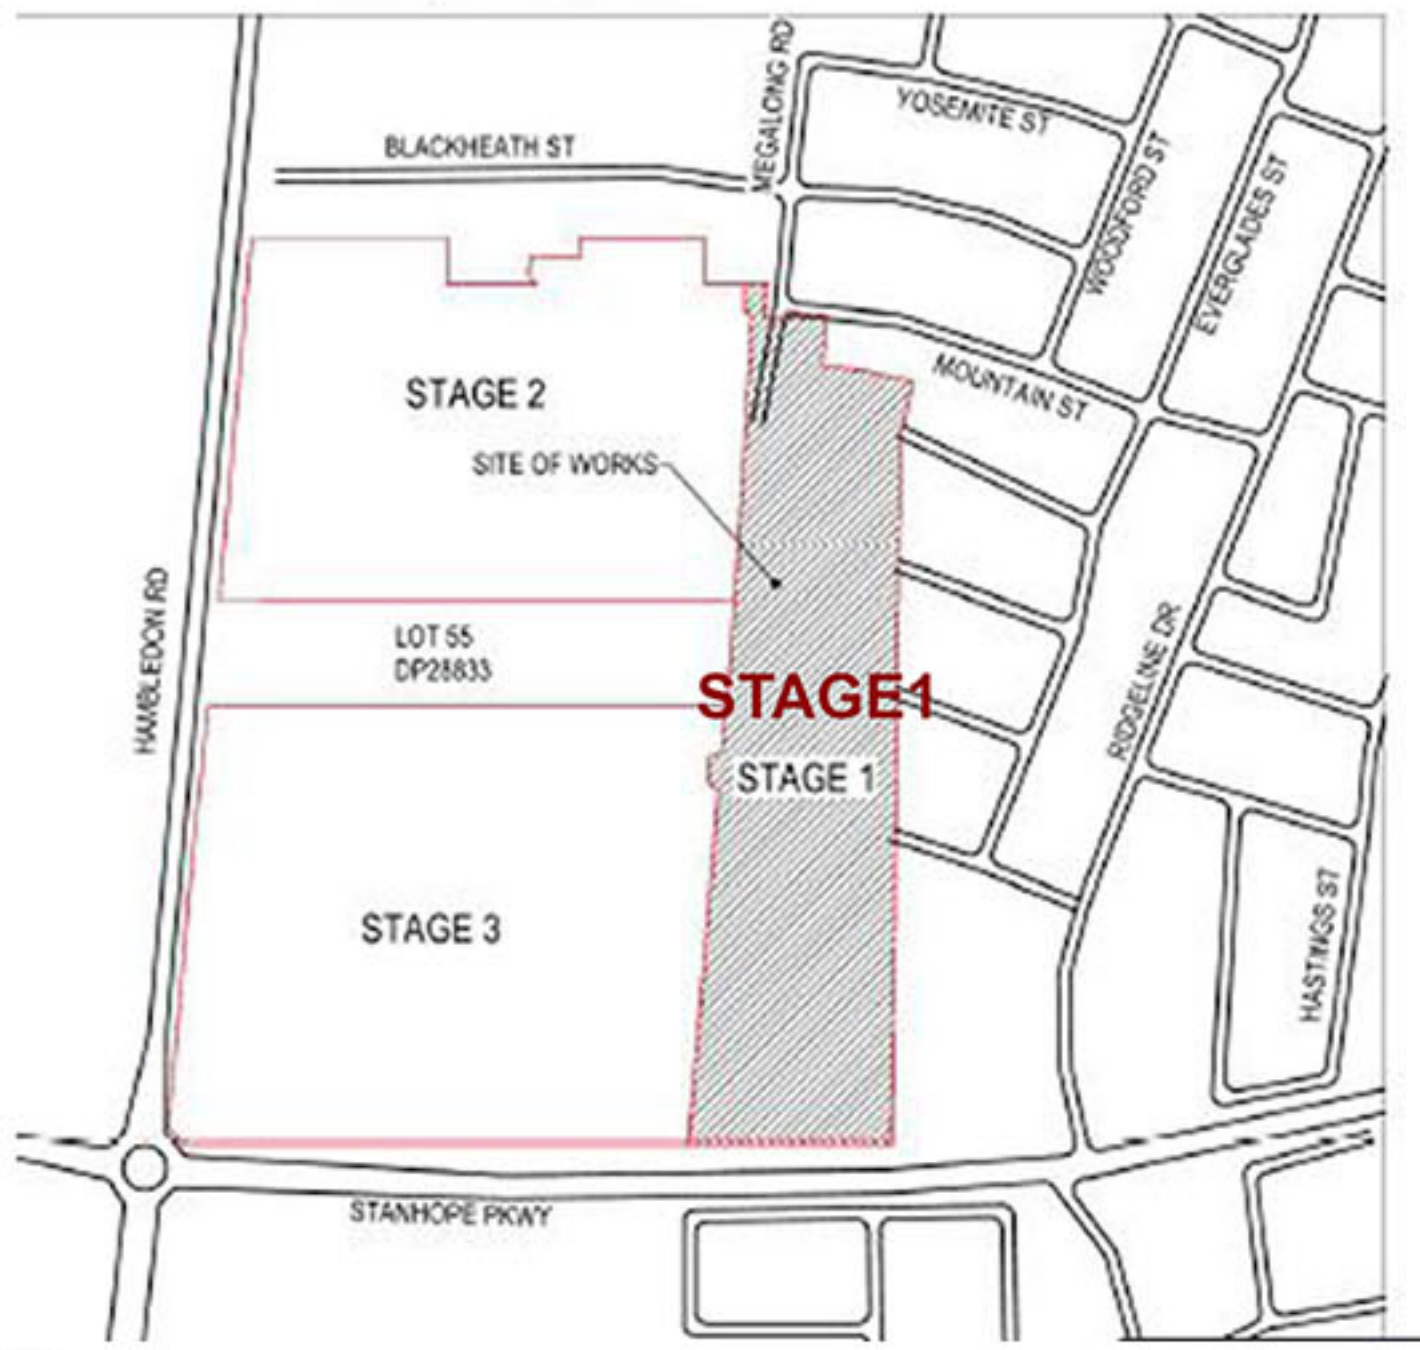 MEGALONG RD
YOSEMITE ST
BLACKHEATH ST
WOODFORD ST
EVERGLADES ST
STAGE 2
MOUNTAIN ST
SITE OF WORKS
HAMBLEDON RD
LOT 55
DP28833
STAGE1
RIDGELINE DR
STAGE 1
STAGE 3
HASTINGS ST
STANHOPE PKWY